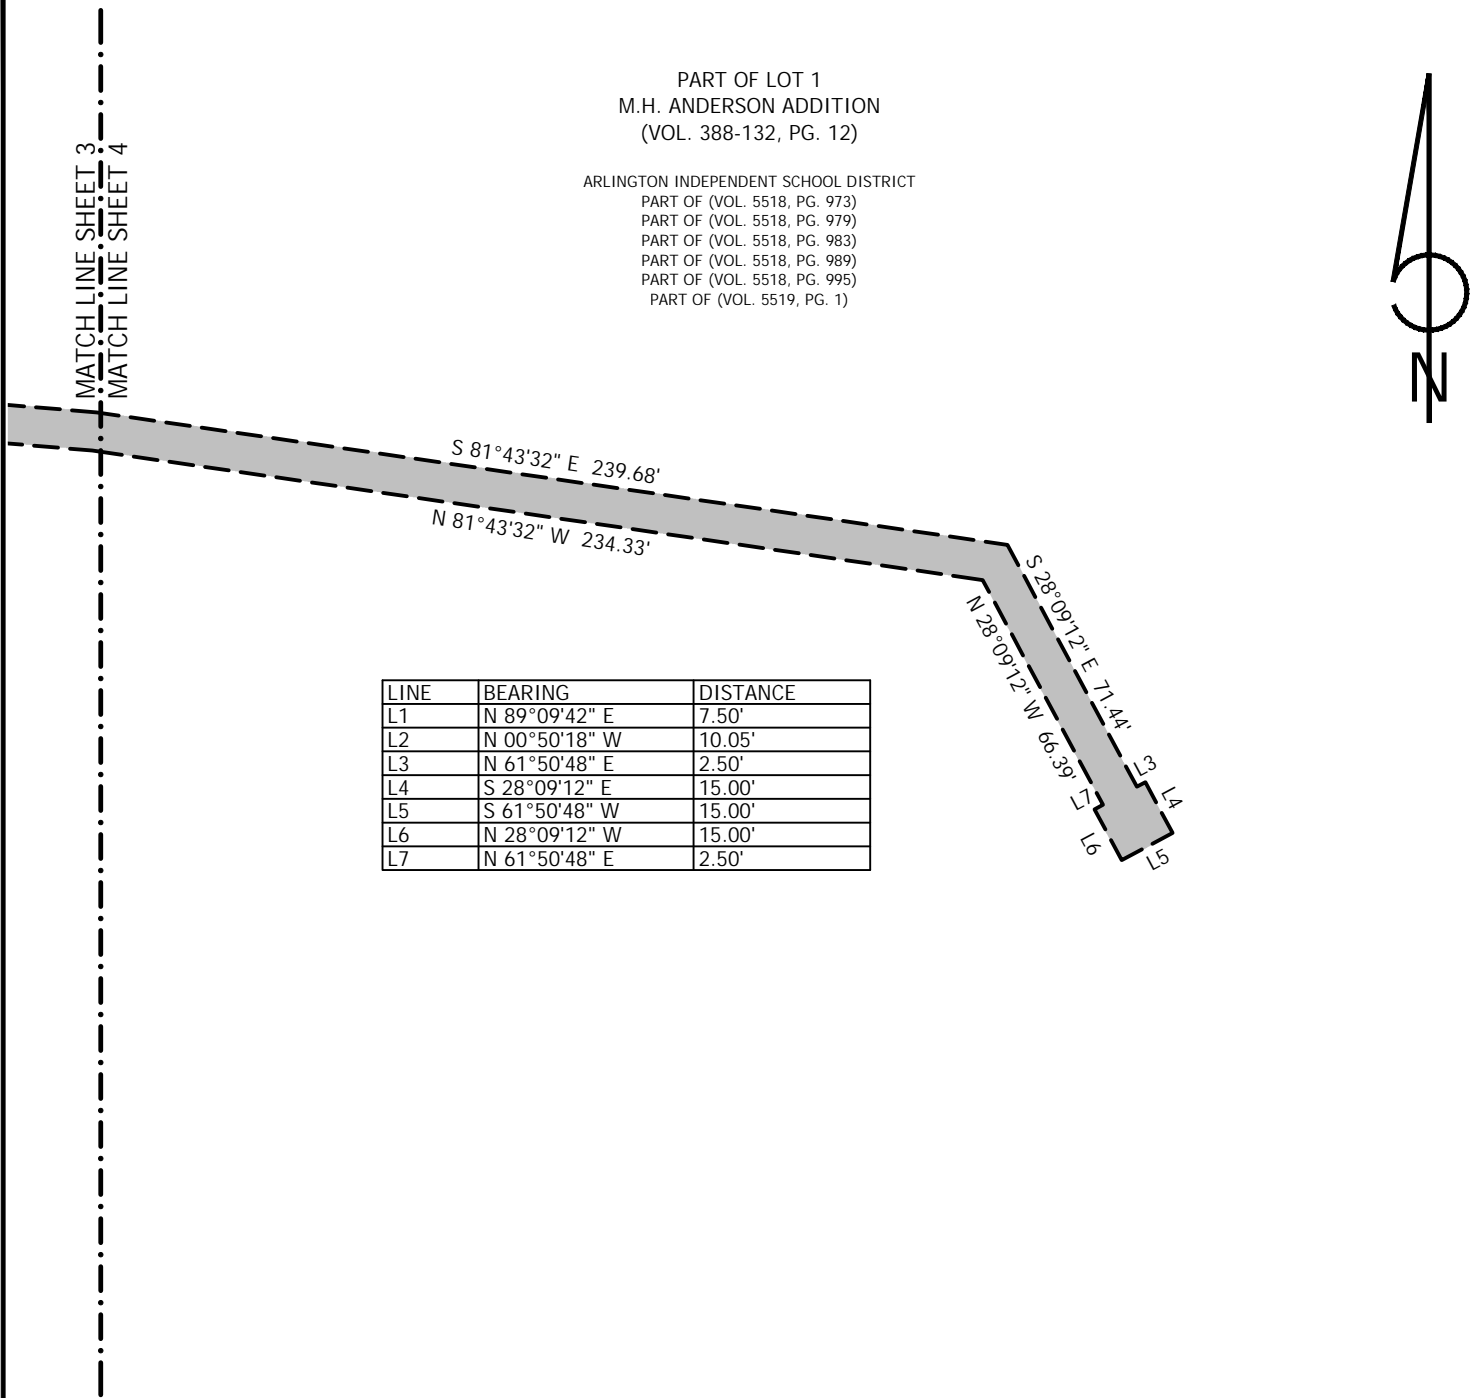 PART OF LOT 1
M.H. ANDERSON ADDITION
(VOL. 388-132, PG. 12)
ARLINGTON INDEPENDENT SCHOOL DISTRICT
PART OF (VOL. 5518, PG. 973)
PART OF (VOL. 5518, PG. 979)
PART OF (VOL. 5518, PG. 983)
PART OF (VOL. 5518, PG. 989)
PART OF (VOL. 5518, PG. 995)
PART OF (VOL. 5519, PG. 1)
MATCH LINE SHEET 3
MATCH LINE SHEET 4
N
S 81°43'32" E 239.68'
N 81°43'32" W 234.33'
S 28°09'12" E 71.44'
N 28°09'12" W 66.39'
L3
L4
L7
L6
L5
LINE BEARING DISTANCE
L1 N 89°09'42" E 7.50'
L2 N 00°50'18" W 10.05'
L3 N 61°50'48" E 2.50'
L4 S 28°09'12" E 15.00'
L5 S 61°50'48" W 15.00'
L6 N 28°09'12" W 15.00'
L7 N 61°50'48" E 2.50'